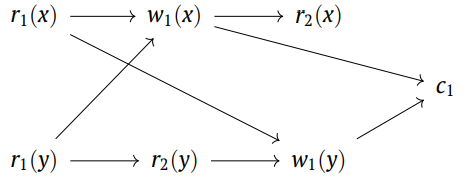 r₁(x) → w₁(x) → r₂(x)
c₁
r₁(y) → r₂(y) → w₁(y)